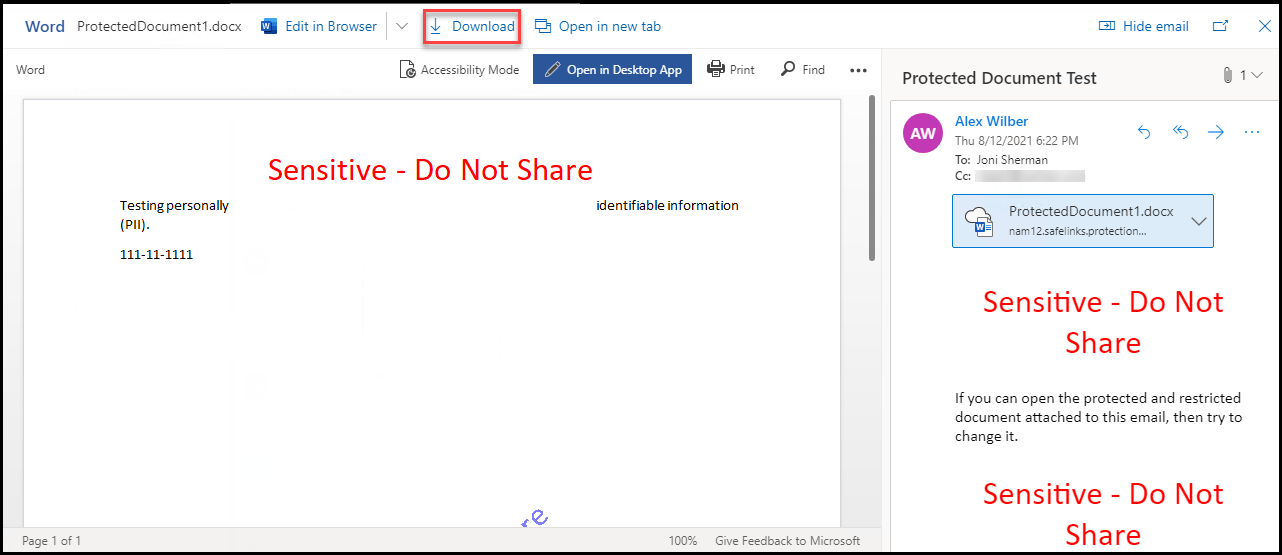 Word ProtectedDocument1.docx Edit in Browser Download Open in new tab Hide email
Word Accessibility Mode Open in Desktop App Print Find
Sensitive - Do Not Share
Testing personally identifiable information
(PII).
111-11-1111
re
Page 1 of 1 100% Give Feedback to Microsoft
Protected Document Test 1
AW Alex Wilber
Thu 8/12/2021 6:22 PM
To: Joni Sherman
Cc:
ProtectedDocument1.docx
nam12.safelinks.protection...
Sensitive - Do Not
Share
If you can open the protected and restricted
document attached to this email, then try to
change it.
Sensitive - Do Not
Share